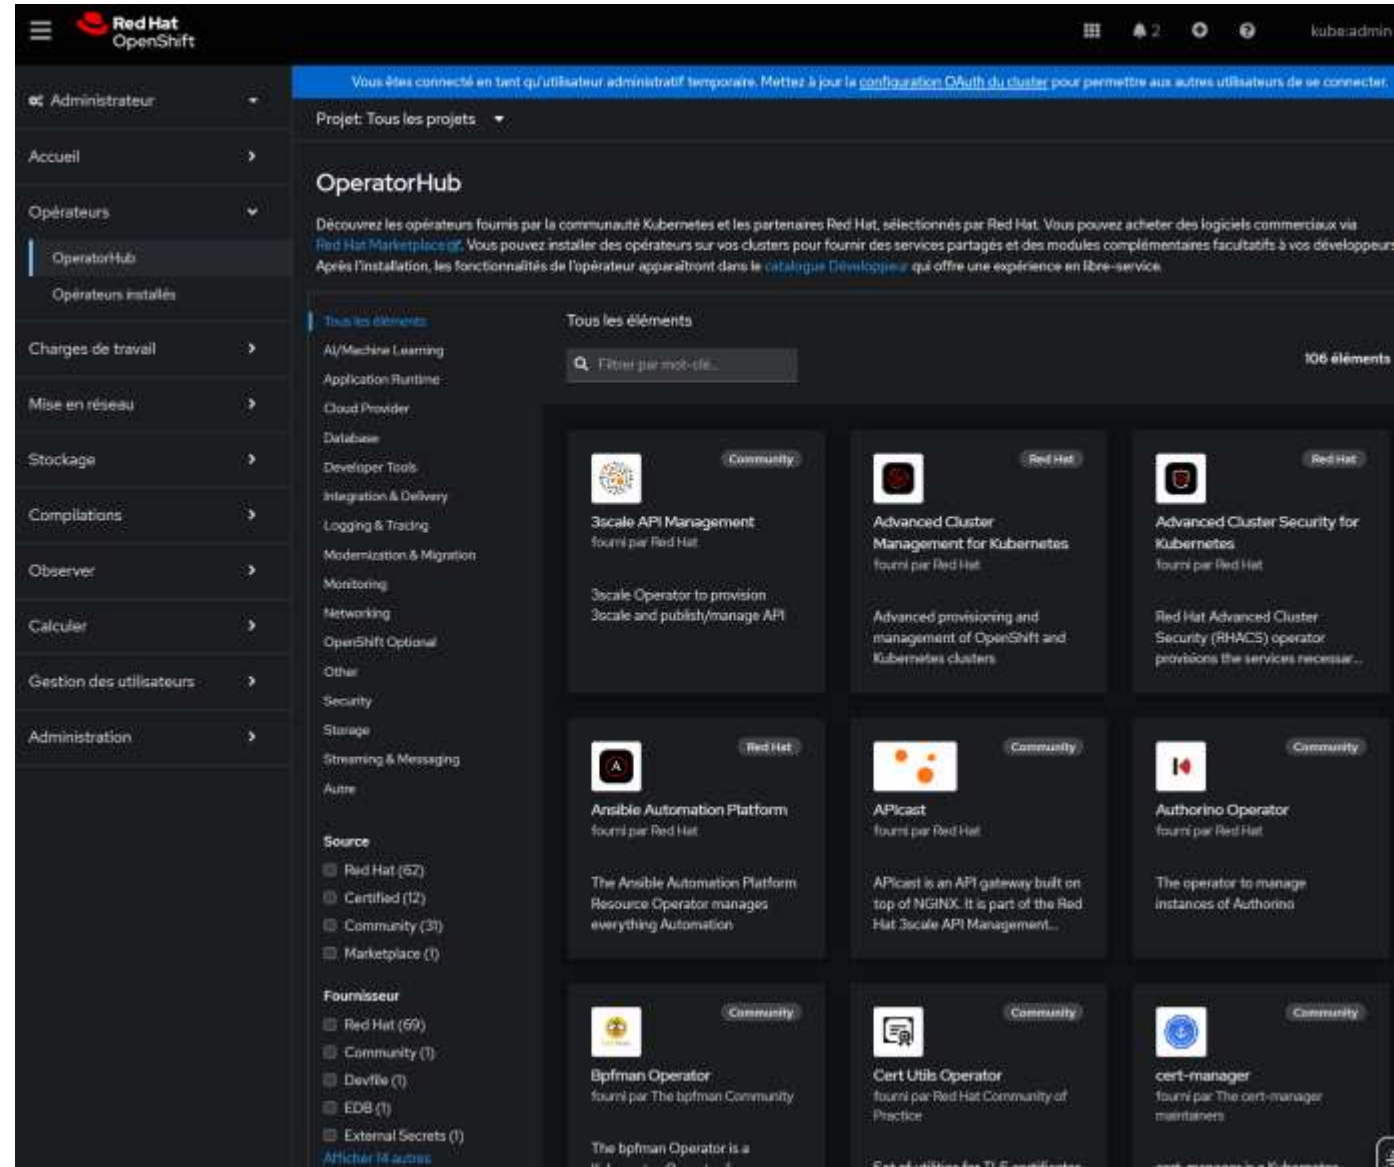 Red Hat
OpenShift
2
kube:admin
Administrateur
Accueil
Opérateurs
OperatorHub
Opérateurs installés
Charges de travail
Mise en réseau
Stockage
Compilations
Observer
Calculer
Gestion des utilisateurs
Administration
Vous êtes connecté en tant qu'utilisateur administratif temporaire. Mettez à jour la configuration OAuth du cluster pour permettre aux autres utilisateurs de se connecter.
Projet: Tous les projets
OperatorHub
Découvrez les opérateurs fournis par la communauté Kubernetes et les partenaires Red Hat, sélectionnés par Red Hat. Vous pouvez acheter des logiciels commerciaux via
Red Hat Marketplace. Vous pouvez installer des opérateurs sur vos clusters pour fournir des services partagés et des modules complémentaires facultatifs à vos développeurs
Après l'installation, les fonctionnalités de l'opérateur apparaîtront dans le catalogue Développeur qui offre une expérience en libre-service.
Tous les éléments
AI/Machine Learning
Application Runtime
Cloud Provider
Database
Developer Tools
Integration & Delivery
Logging & Tracing
Modernization & Migration
Monitoring
Networking
OpenShift Optional
Other
Security
Storage
Streaming & Messaging
Autre
Source
Red Hat (62)
Certified (12)
Community (31)
Marketplace (1)
Fournisseur
Red Hat (69)
Community (1)
Devfile (1)
EDB (1)
External Secrets (1)
Afficher 14 autres
Tous les éléments
Filtrer par mot-clé...
106 éléments
Community
3scale API Management
fourni par Red Hat
3scale Operator to provision
3scale and publish/manage API
Red Hat
Advanced Cluster
Management for Kubernetes
fourni par Red Hat
Advanced provisioning and
management of OpenShift and
Kubernetes clusters
Red Hat
Advanced Cluster Security for
Kubernetes
fourni par Red Hat
Red Hat Advanced Cluster
Security (RHACS) operator
provisions the services necessar...
Red Hat
Ansible Automation Platform
fourni par Red Hat
The Ansible Automation Platform
Resource Operator manages
everything Automation
Community
APIcast
fourni par Red Hat
APIcast is an API gateway built on
top of NGINX. It is part of the Red
Hat 3scale API Management...
Community
Authorino Operator
fourni par Red Hat
The operator to manage
instances of Authorino
Community
Bpfman Operator
fourni par The bpfman Community
The bpfman Operator is a
Community
Cert Utils Operator
fourni par Red Hat Community of
Practice
Set of utilities for TLS certificates
Community
cert-manager
fourni par The cert-manager
maintainers
cert-manager is a Kubernetes